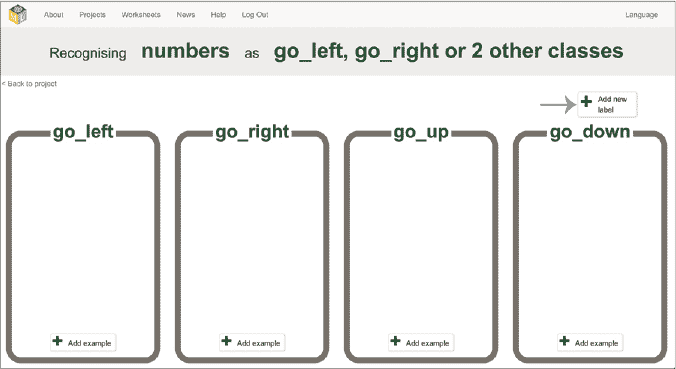 About Projects Worksheets News Help Log Out Language
Recognising numbers as go_left, go_right or 2 other classes
< Back to project
Add new
label
go_left go_right go_up go_down
Add example Add example Add example Add example